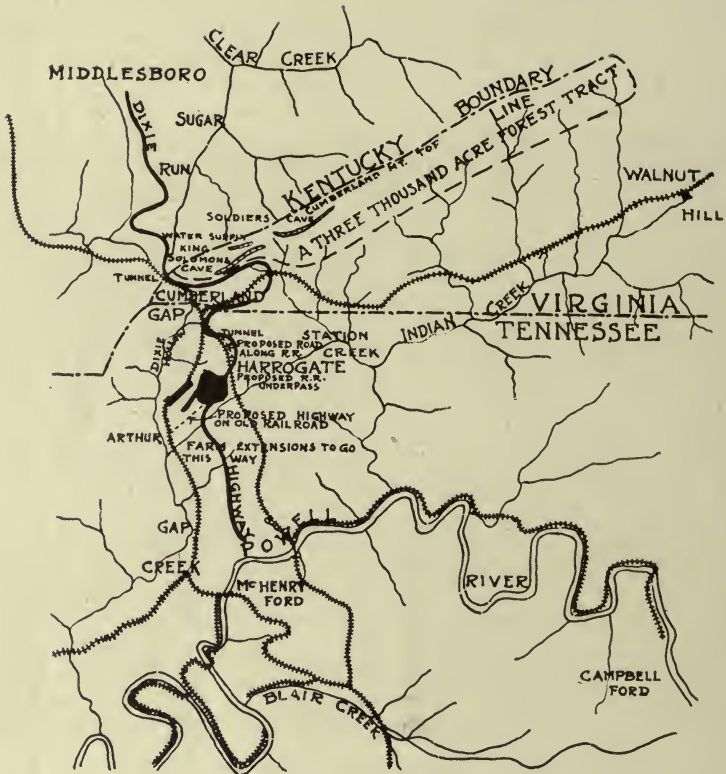 CLEAR CREEK
MIDDLESBORO
DIXIE
SUGAR
RUN
KENTUCKY BOUNDARY
LINE
CUMBERLAND MT. TOP
A THREE THOUSAND ACRE FOREST TRACT
WALNUT
HILL
SOLDIERS CAVE
WATER SUPPLY
KING
SOLOMONS
CAVE
TUNNEL
CUMBERLAND
GAP
VIRGINIA
TENNESSEE
INDIAN CREEK
TUNNEL
STATION
CREEK
PROPOSED ROAD
ALONG R.R.
HARROGATE
PROPOSED R.R.
UNDERPASS
DIXIE
PROPOSED HIGHWAY
ON OLD RAILROAD
ARTHUR
FARM EXTENSIONS TO GO
THIS WAY
HIGHWAY
GAP
CREEK
POWELL
RIVER
McHENRY
FORD
CAMPBELL
FORD
BLAIR CREEK